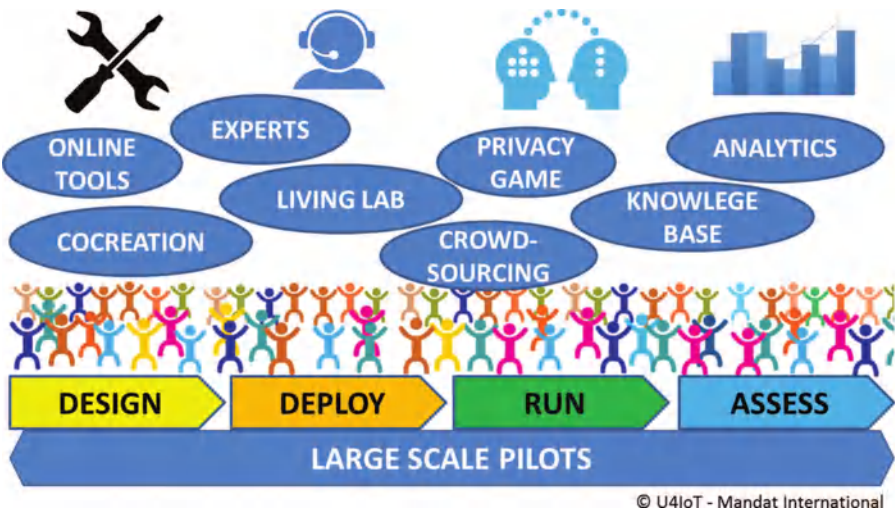 EXPERTS
ONLINE
TOOLS
PRIVACY
GAME
ANALYTICS
LIVING LAB
KNOWLEGE
BASE
COCREATION
CROWD-
SOURCING
DESIGN
DEPLOY
RUN
ASSESS
LARGE SCALE PILOTS
© U4IoT - Mandat International